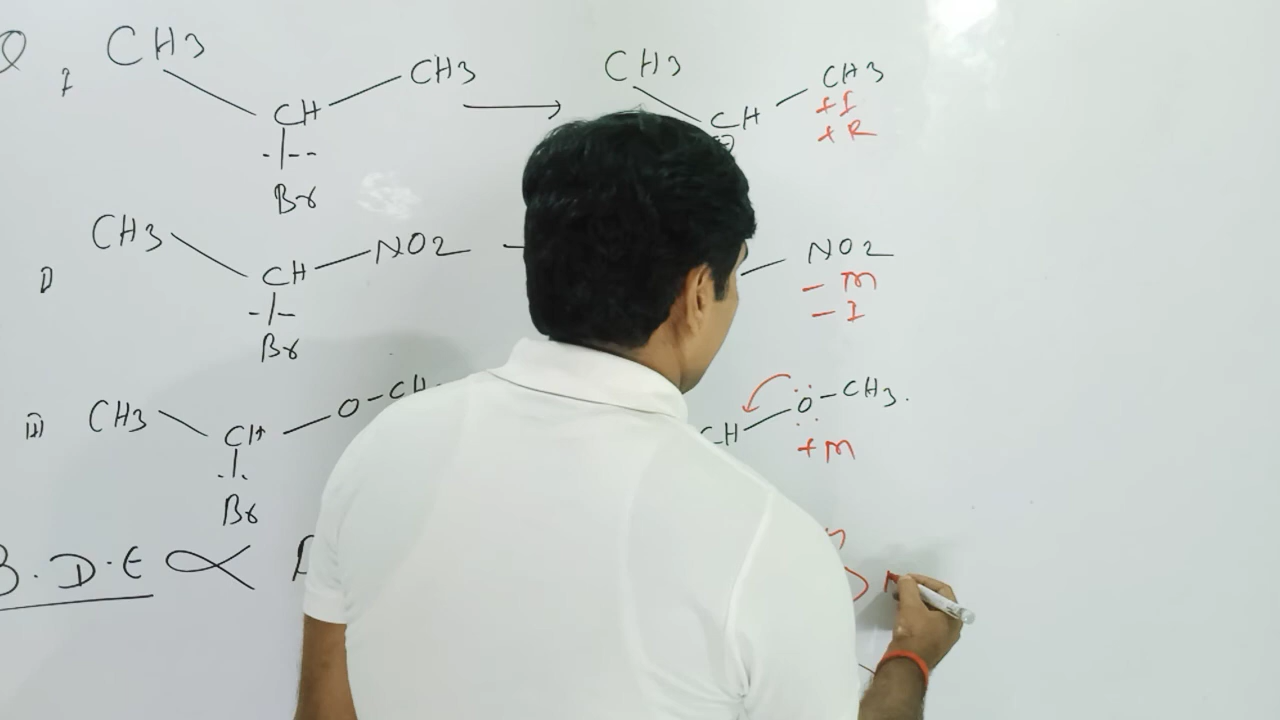 Q
I
CH3
CH
CH3
Br
CH3
CH
CH3
+I
+R
II
CH3
CH
NO2
Br
NO2
- M
- I
III
CH3
CH
O-CH
Br
CH
O-CH3.
+M
B.D.E ∝